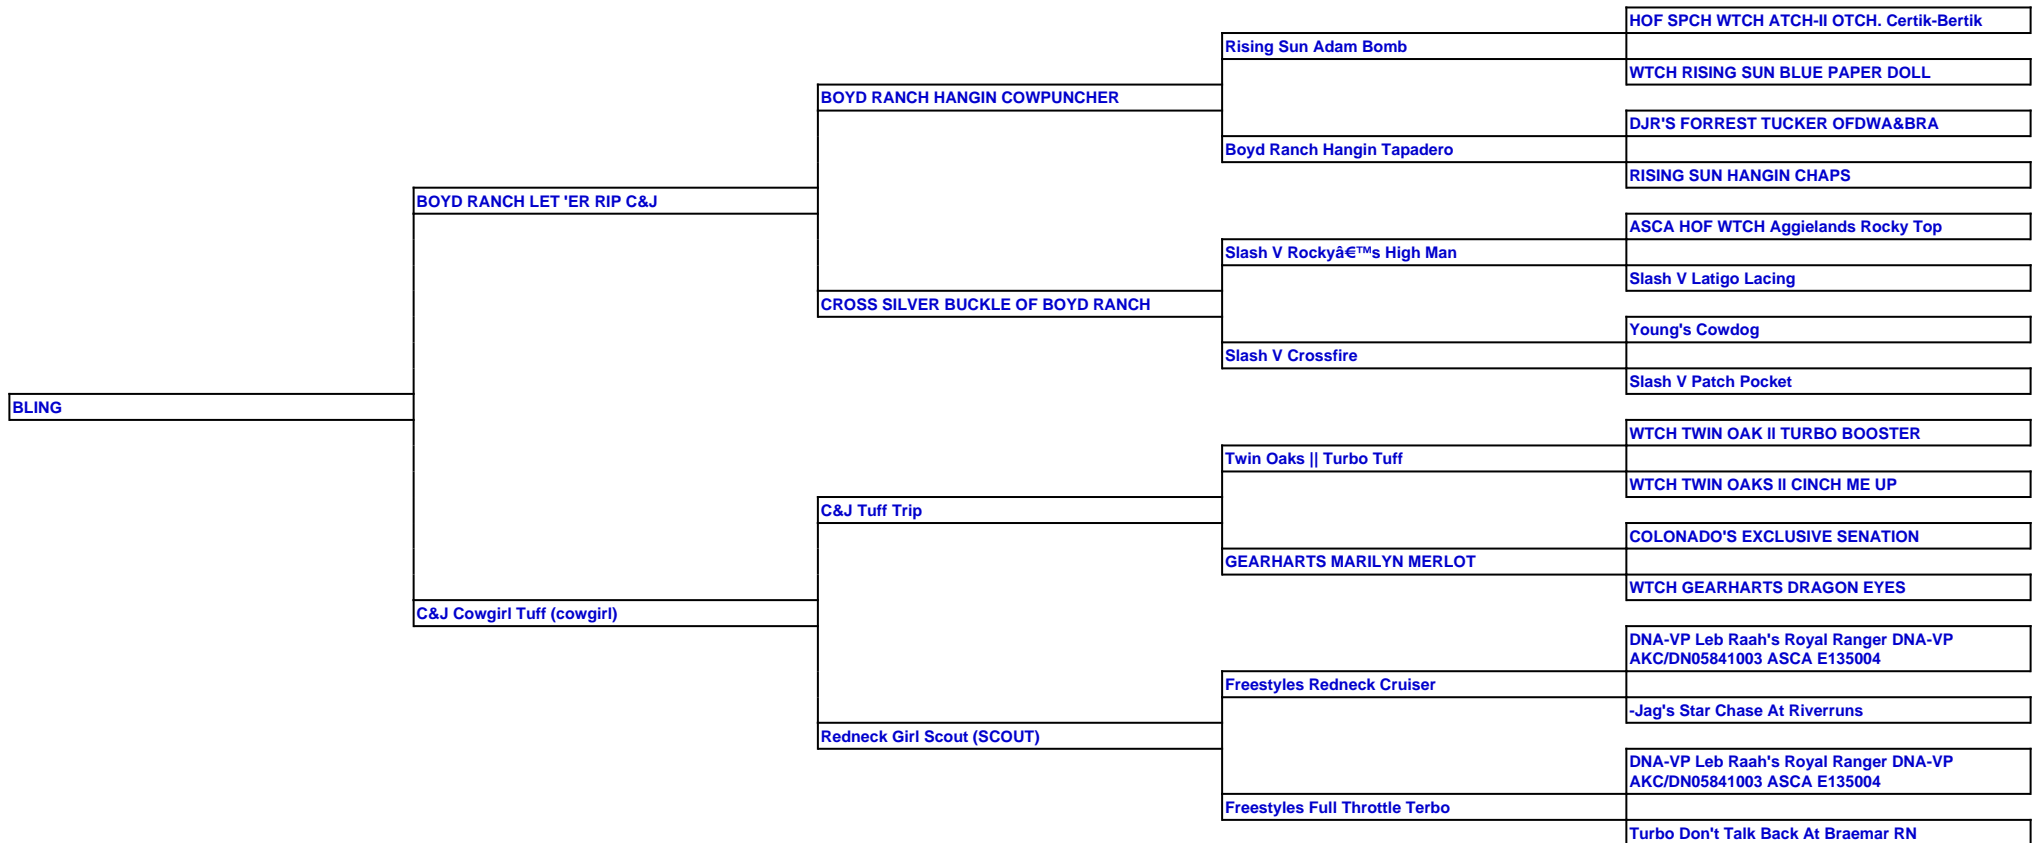 HOF SPCH WTCH ATCH-II OTCH. Certik-Bertik
Rising Sun Adam Bomb
WTCH RISING SUN BLUE PAPER DOLL
BOYD RANCH HANGIN COWPUNCHER
DJR'S FORREST TUCKER OFDWA&BRA
Boyd Ranch Hangin Tapadero
RISING SUN HANGIN CHAPS
BOYD RANCH LET 'ER RIP C&J
ASCA HOF WTCH Aggielands Rocky Top
Slash V Rockyâ€™s High Man
Slash V Latigo Lacing
CROSS SILVER BUCKLE OF BOYD RANCH
Young's Cowdog
Slash V Crossfire
Slash V Patch Pocket
BLING
WTCH TWIN OAK II TURBO BOOSTER
Twin Oaks || Turbo Tuff
WTCH TWIN OAKS II CINCH ME UP
C&J Tuff Trip
COLONADO'S EXCLUSIVE SENATION
GEARHARTS MARILYN MERLOT
WTCH GEARHARTS DRAGON EYES
C&J Cowgirl Tuff (cowgirl)
DNA-VP Leb Raah's Royal Ranger DNA-VP
AKC/DN05841003 ASCA E135004
Freestyles Redneck Cruiser
-Jag's Star Chase At Riverruns
Redneck Girl Scout (SCOUT)
DNA-VP Leb Raah's Royal Ranger DNA-VP
AKC/DN05841003 ASCA E135004
Freestyles Full Throttle Terbo
Turbo Don't Talk Back At Braemar RN